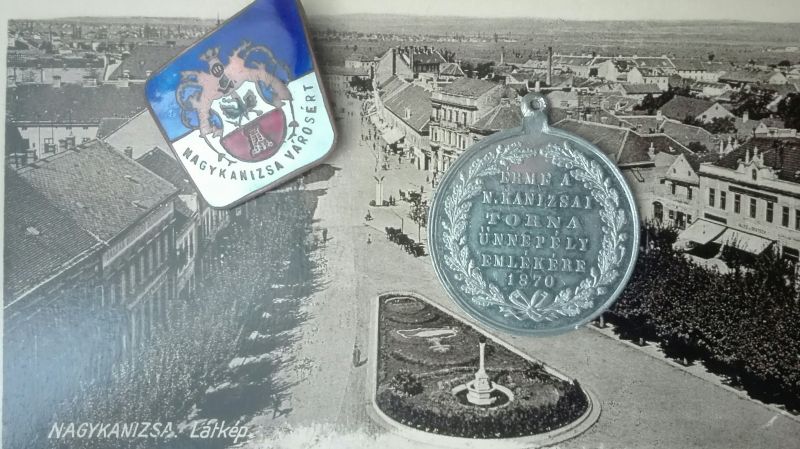 NAGYKANIZSA VÁROSÉRT
ÉRME A
N. KANIZSAI
TORNA
ÜNNEPÉLY
EMLÉKÉRE
1870
NAGYKANIZSA. Látkép.